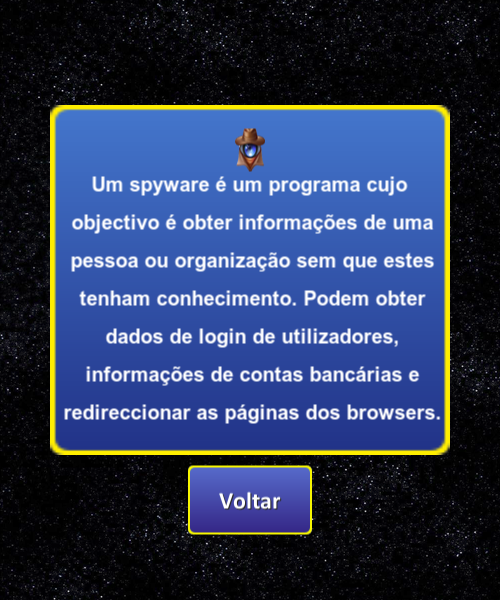 Um spyware é um programa cujo
objectivo é obter informações de uma
pessoa ou organização sem que estes
tenham conhecimento. Podem obter
dados de login de utilizadores,
informações de contas bancárias e
redireccionar as páginas dos browsers.
Voltar